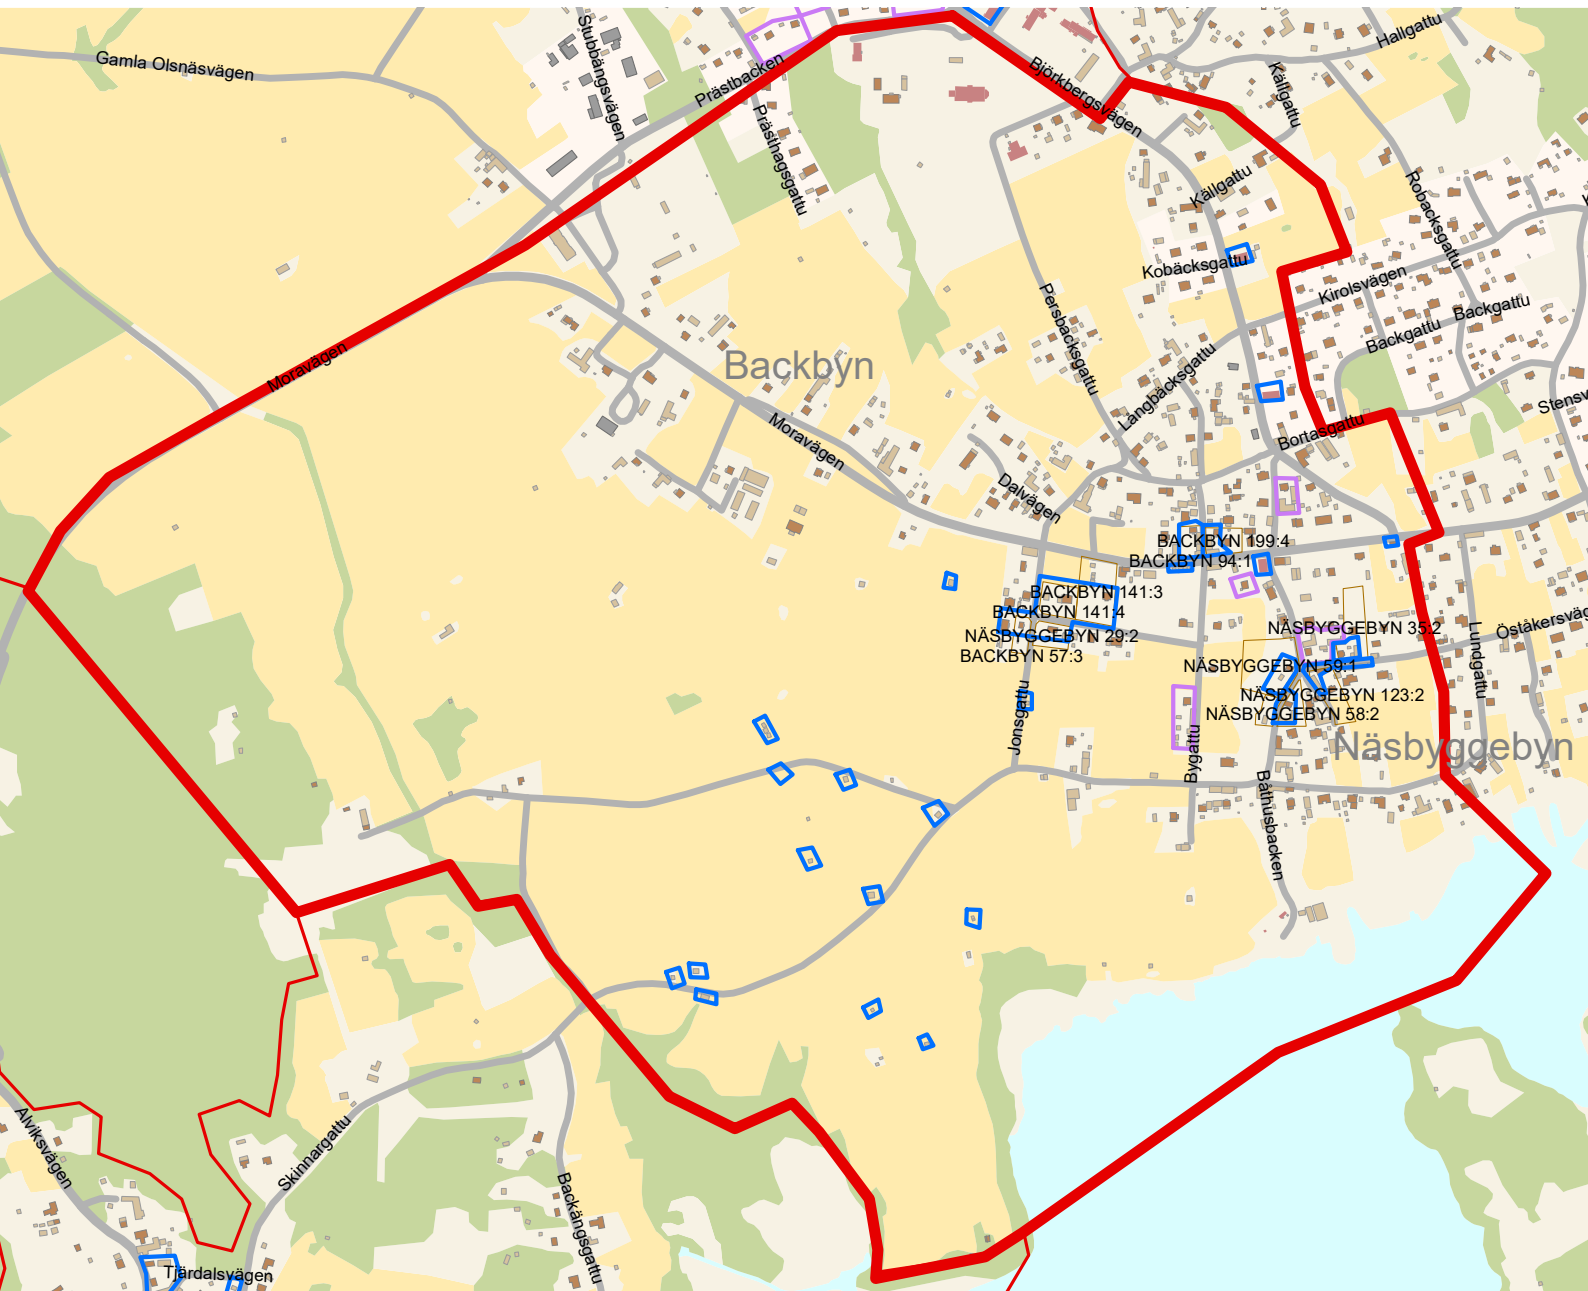 Gamla Olsnäsvägen
Stubbängsvägen
Prästbacken
Prästhagsgattu
Björkbergsvägen
Hallgattu
Källgattu
Källgattu
Robacksgattu
Kobäcksgattu
Kirolsvägen
Backgattu
Backgattu
Persbacksgattu
Langbäcksgattu
Stensv
Bortasgattu
Moravägen
Backbyn
Moravägen
Dalvägen
BACKBYN 199:4
BACKBYN 94:1
BACKBYN 141:3
BACKBYN 141:4
NÄSBYGGEBYN 29:2
BACKBYN 57:3
NÄSBYGGEBYN 35:2
Öståkersväg
Lundgattu
NÄSBYGGEBYN 59:1
NÄSBYGGEBYN 123:2
NÄSBYGGEBYN 58:2
Näsbyggebyn
Jonsgattu
Bygattu
Båthusbacken
Alviksvägen
Skinnargattu
Backängsgattu
Tjärdalsvägen